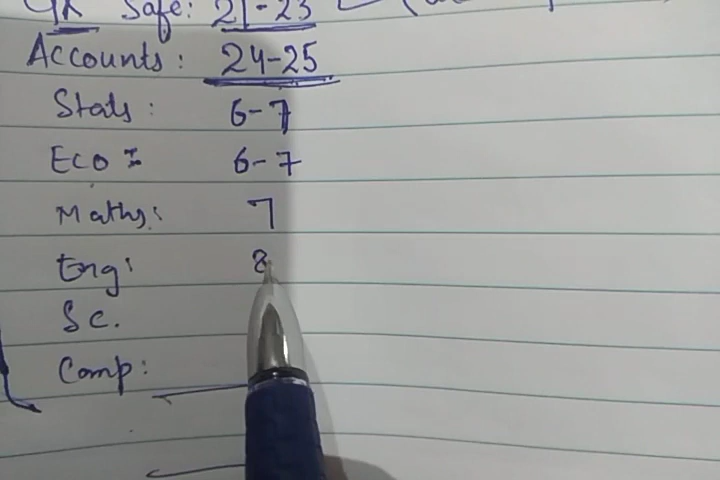 Safe: 21-23
Accounts: 24-25
Stats: 6-7
Eco: 6-7
Maths: 7
Eng: 8
Sc.
Comp: